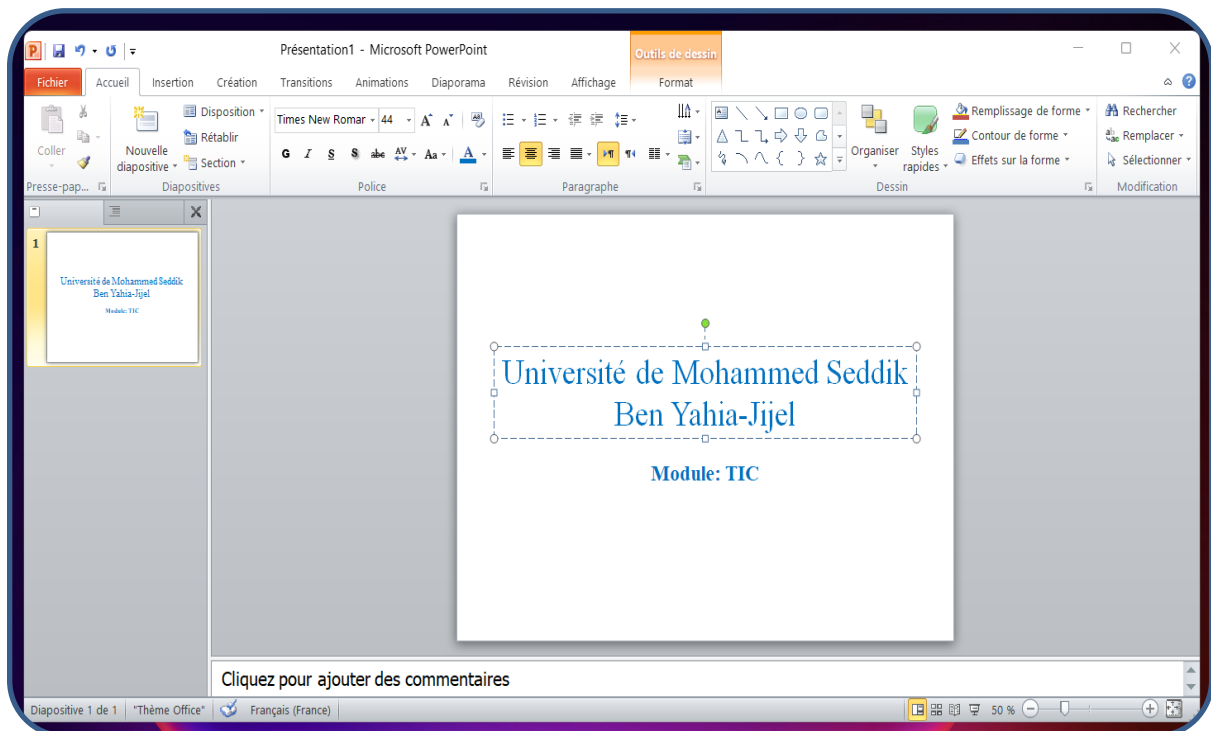 Présentation1 - Microsoft PowerPoint
Outils de dessin
Fichier Accueil Insertion Création Transitions Animations Diaporama Révision Affichage Format
Coller
Presse-pap...
Nouvelle
diapositive
Disposition
Rétablir
Section
Diapositives
Times New Romar 44
G I S S abc AV Aa A
Police
Paragraphe
Organiser
Styles
rapides
Remplissage de forme
Contour de forme
Effets sur la forme
Dessin
Rechercher
Remplacer
Sélectionner
Modification
1
Université de Mohammed Seddik
Ben Yahia-Jijel
Module: TIC
Université de Mohammed Seddik
Ben Yahia-Jijel
Module: TIC
Cliquez pour ajouter des commentaires
Diapositive 1 de 1 "Thème Office" Français (France) 50 %